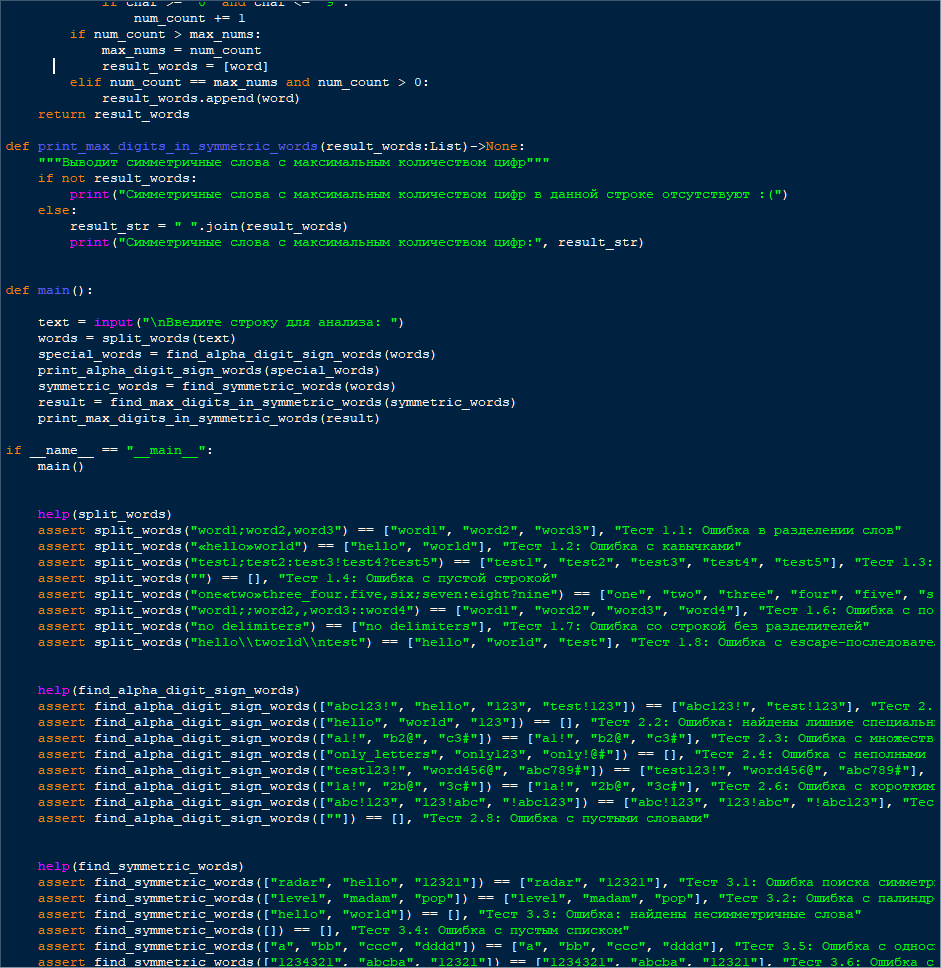 if char >= "0" and char <= "9":
num_count += 1
if num_count > max_nums:
max_nums = num_count
result_words = [word]
elif num_count == max_nums and num_count > 0:
result_words.append(word)
return result_words
def print_max_digits_in_symmetric_words(result_words:List)->None:
"""Выводит симметричные слова с максимальным количеством цифр"""
if not result_words:
print("Симметричные слова с максимальным количеством цифр в данной строке отсутствуют :(")
else:
result_str = " ".join(result_words)
print("Симметричные слова с максимальным количеством цифр:", result_str)
def main():
text = input("\nВведите строку для анализа: ")
words = split_words(text)
special_words = find_alpha_digit_sign_words(words)
print_alpha_digit_sign_words(special_words)
symmetric_words = find_symmetric_words(words)
result = find_max_digits_in_symmetric_words(symmetric_words)
print_max_digits_in_symmetric_words(result)
if __name__ == "__main__":
main()
help(split_words)
assert split_words("word1;word2,word3") == ["word1", "word2", "word3"], "Тест 1.1: Ошибка в разделении слов"
assert split_words("«hello»world") == ["hello", "world"], "Тест 1.2: Ошибка с кавычками"
assert split_words("test1;test2:test3!test4?test5") == ["test1", "test2", "test3", "test4", "test5"], "Тест 1.3:
assert split_words("") == [], "Тест 1.4: Ошибка с пустой строкой"
assert split_words("one«two»three_four.five,six;seven:eight?nine") == ["one", "two", "three", "four", "five", "s
assert split_words("word1;;word2,,word3::word4") == ["word1", "word2", "word3", "word4"], "Тест 1.6: Ошибка с по
assert split_words("no delimiters") == ["no delimiters"], "Тест 1.7: Ошибка со строкой без разделителей"
assert split_words("hello\\tworld\\ntest") == ["hello", "world", "test"], "Тест 1.8: Ошибка с escape-последовате
help(find_alpha_digit_sign_words)
assert find_alpha_digit_sign_words(["abc123!", "hello", "123", "test!123"]) == ["abc123!", "test!123"], "Тест 2.
assert find_alpha_digit_sign_words(["hello", "world", "123"]) == [], "Тест 2.2: Ошибка: найдены лишние специальн
assert find_alpha_digit_sign_words(["a1!", "b2@", "c3#"]) == ["a1!", "b2@", "c3#"], "Тест 2.3: Ошибка с множеств
assert find_alpha_digit_sign_words(["only_letters", "only123", "only!@#"]) == [], "Тест 2.4: Ошибка с неполными
assert find_alpha_digit_sign_words(["test123!", "word456@", "abc789#"]) == ["test123!", "word456@", "abc789#"],
assert find_alpha_digit_sign_words(["1a!", "2b@", "3c#"]) == ["1a!", "2b@", "3c#"], "Тест 2.6: Ошибка с коротким
assert find_alpha_digit_sign_words(["abc!123", "123!abc", "!abc123"]) == ["abc!123", "123!abc", "!abc123"], "Тес
assert find_alpha_digit_sign_words([""]) == [], "Тест 2.8: Ошибка с пустыми словами"
help(find_symmetric_words)
assert find_symmetric_words(["radar", "hello", "12321"]) == ["radar", "12321"], "Тест 3.1: Ошибка поиска симметр
assert find_symmetric_words(["level", "madam", "pop"]) == ["level", "madam", "pop"], "Тест 3.2: Ошибка с палиндр
assert find_symmetric_words(["hello", "world"]) == [], "Тест 3.3: Ошибка: найдены несимметричные слова"
assert find_symmetric_words([]) == [], "Тест 3.4: Ошибка с пустым списком"
assert find_symmetric_words(["a", "bb", "ccc", "dddd"]) == ["a", "bb", "ccc", "dddd"], "Тест 3.5: Ошибка с однос
assert find_symmetric_words(["1234321", "abcba", "12321"]) == ["1234321", "abcba", "12321"], "Тест 3.6: Ошибка с